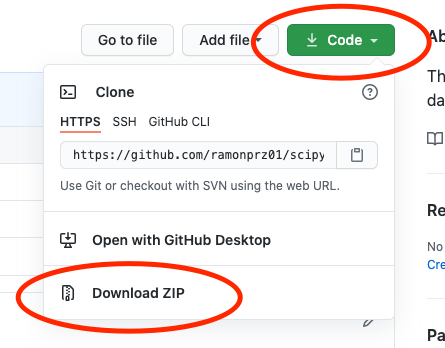 Go to file
Add file
Code
Ab
Th
da
Clone
HTTPS SSH GitHub CLI
https://github.com/ramonprz01/scipy
Use Git or checkout with SVN using the web URL.
Open with GitHub Desktop
Re
No
Cre
Download ZIP
Pa